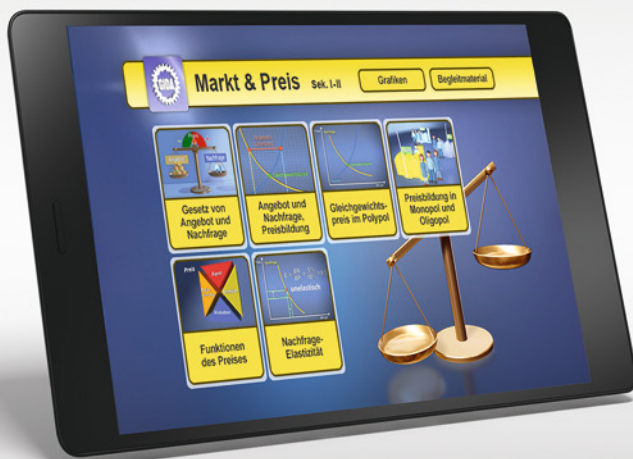 GIDA
Markt & Preis Sek. I-II
Grafiken
Begleitmaterial
Nachfrage
Gesetz von
Angebot und
Nachfrage
Angebot und
Nachfrage,
Preisbildung
Gleichgewichts-
preis im Polypol
Preisbildung in
Monopol und
Oligopol
Preis
Funktionen
des Preises
unelastisch
Nachfrage-
Elastizität